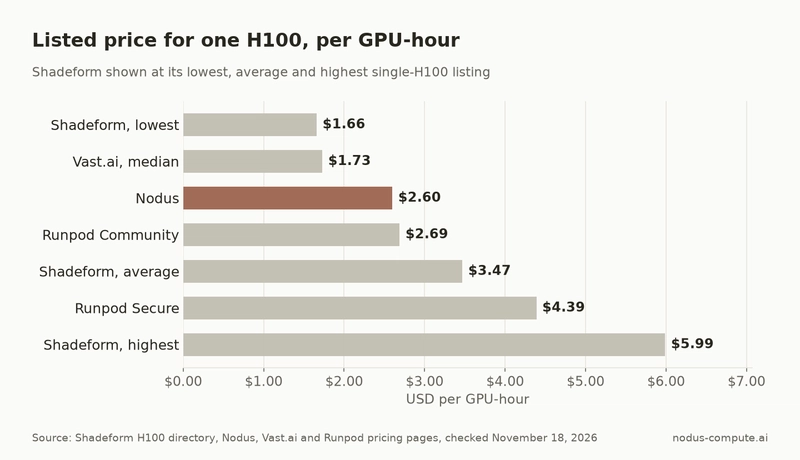 Listed price for one H100, per GPU-hour
Shadeform shown at its lowest, average and highest single-H100 listing
Shadeform, lowest $1.66
Vast.ai, median $1.73
Nodus $2.60
Runpod Community $2.69
Shadeform, average $3.47
Runpod Secure $4.39
Shadeform, highest $5.99
$0.00 $1.00 $2.00 $3.00 $4.00 $5.00 $6.00 $7.00
USD per GPU-hour
Source: Shadeform H100 directory, Nodus, Vast.ai and Runpod pricing pages, checked November 18, 2026 nodus-compute.ai